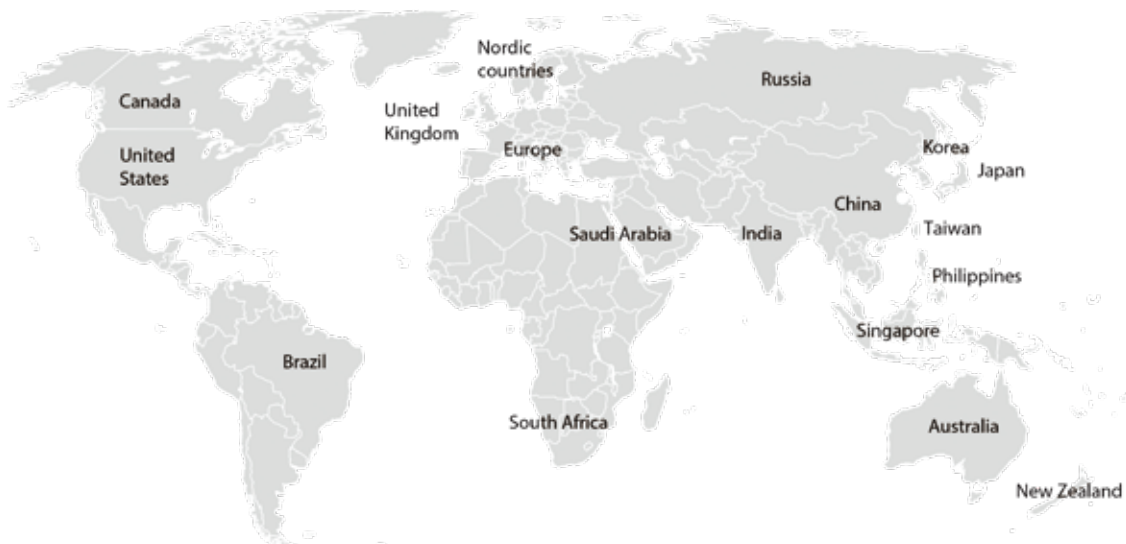 Nordic
countries
Russia
Canada
United
Kingdom
Europe
Korea
United
States
Japan
China
Saudi Arabia
India
Taiwan
Philippines
Singapore
Brazil
South Africa
Australia
New Zealand